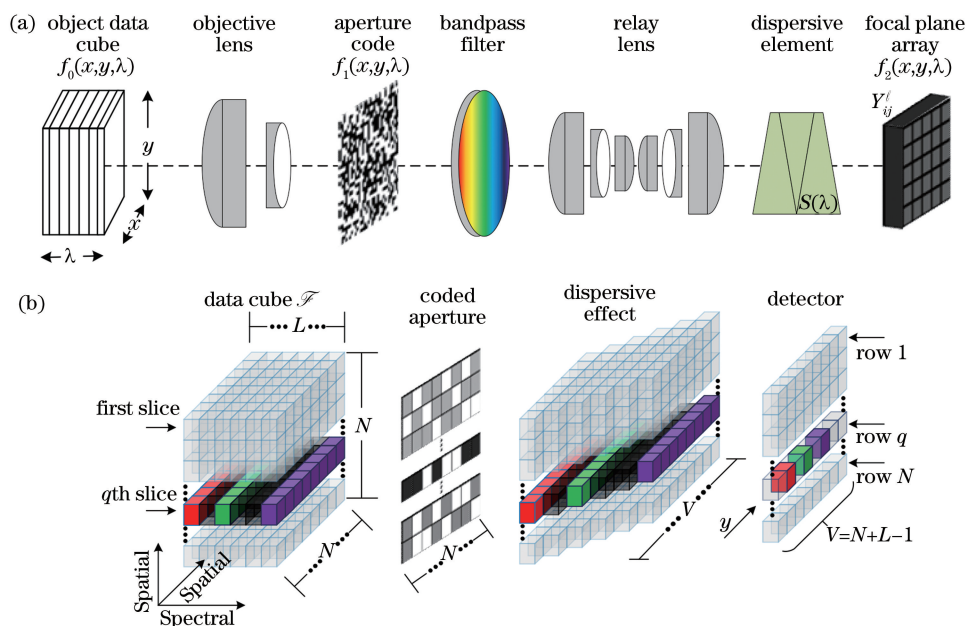 (a)
object data
cube
f₀(x,y,λ)
objective
lens
aperture
code
f₁(x,y,λ)
bandpass
filter
relay
lens
dispersive
element
focal plane
array
f₂(x,y,λ)
y
x
λ
S(λ)
Yᵢⱼˡ
(b)
data cube ℱ
••• L •••
coded
aperture
dispersive
effect
detector
first slice
qth slice
N
•••N•••
Spatial
Spatial
Spectral
•••N•••
•••V•••
y
row 1
row q
row N
V=N+L−1